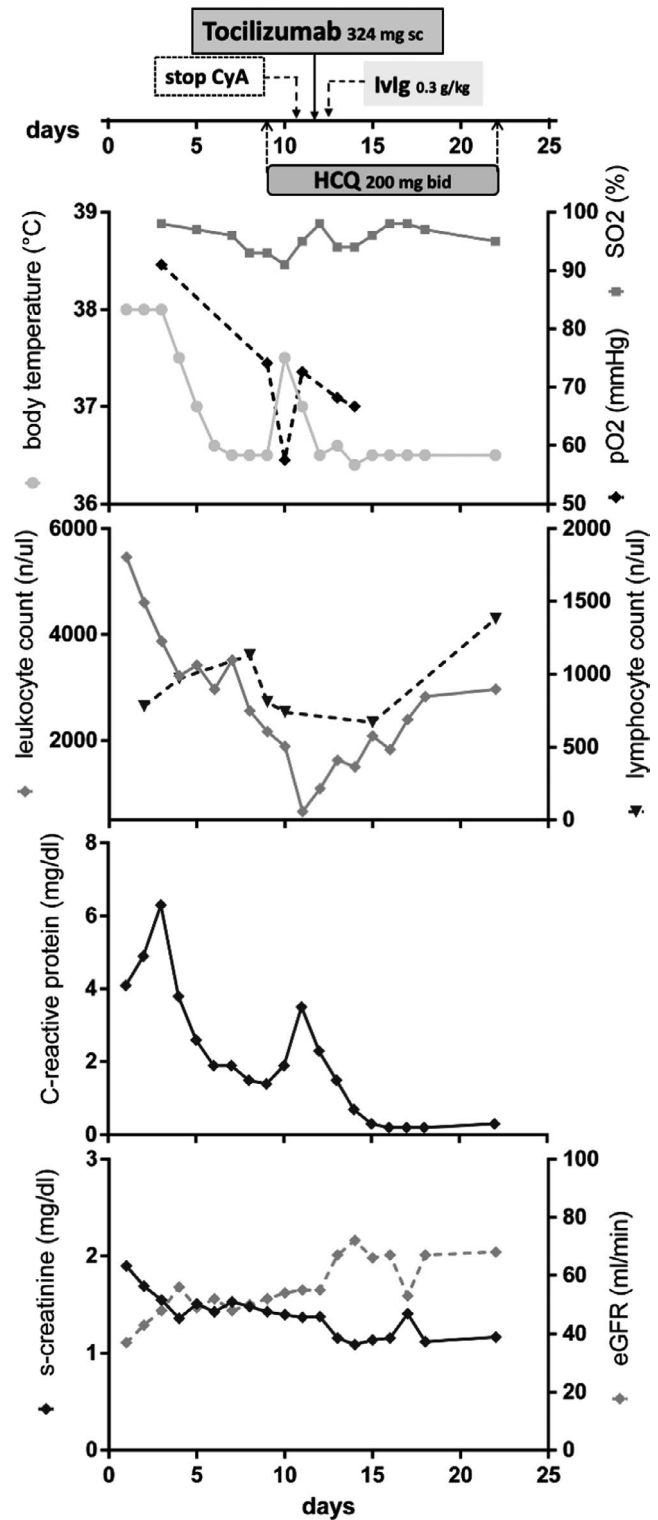 Tocilizumab 324 mg sc
stop CyA
IvIg 0.3 g/kg
days
0 5 10 15 20 25
HCQ 200 mg bid
body temperature (°C)
39
38
37
36
SO2 (%)
pO2 (mmHg)
100
90
80
70
60
50
leukocyte count (n/ul)
6000
4000
2000
lymphocyte count (n/ul)
2000
1500
1000
500
0
C-reactive protein (mg/dl)
8
6
4
2
0
s-creatinine (mg/dl)
3
2
1
0
eGFR (ml/min)
100
80
60
40
20
0
0 5 10 15 20 25
days